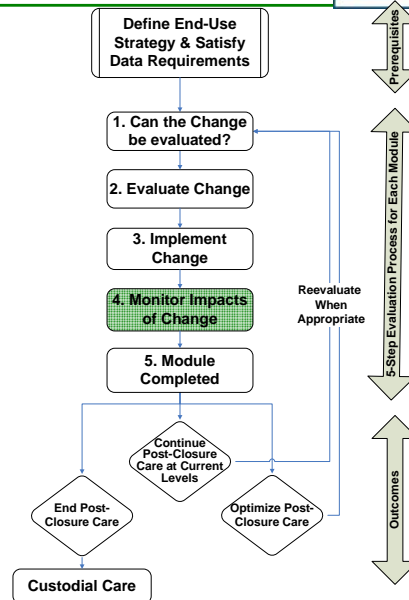 Define End-Use
Strategy & Satisfy
Data Requirements
Prerequisites
1. Can the Change
be evaluated?
2. Evaluate Change
3. Implement
Change
4. Monitor Impacts
of Change
5. Module
Completed
Reevaluate
When
Appropriate
5-Step Evaluation Process for Each Module
Continue
Post-Closure
Care at Current
Levels
End Post-
Closure Care
Optimize Post-
Closure Care
Outcomes
Custodial Care